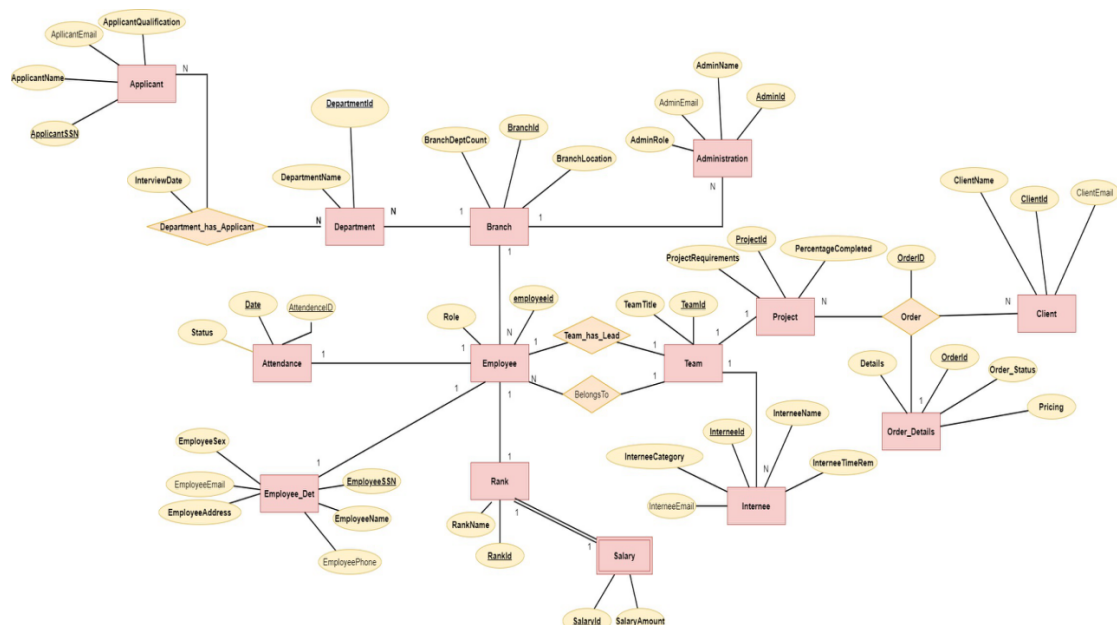 ApplicantQualification
AplicantEmail
ApplicantName
Applicant
ApplicantSSN
N
InterviewDate
Department_has_Applicant
N
DepartmentId
DepartmentName
Department
N
BranchDeptCount
BranchId
BranchLocation
1
Branch
1
1
AdminName
AdminEmail
AdminId
AdminRole
Administration
N
ClientName
ClientId
ClientEmail
Client
N
ProjectId
ProjectRequirements
PercentageCompleted
Project
N
1
OrderID
Order
Details
OrderId
Order_Status
Pricing
1
Order_Details
TeamTitle
TeamId
Team
1
1
1
1
Team_has_Lead
BelongsTo
Role
employeeid
N
Employee
1
N
1
1
1
Date
AttendenceID
Status
Attendance
1
EmployeeSex
EmployeeEmail
EmployeeAddress
Employee_Det
EmployeeSSN
EmployeeName
EmployeePhone
1
1
Rank
RankName
RankId
1
1
Salary
SalaryId
SalaryAmount
InterneeName
InterneeId
InterneeCategory
InterneeTimeRem
InterneeEmail
Internee
N